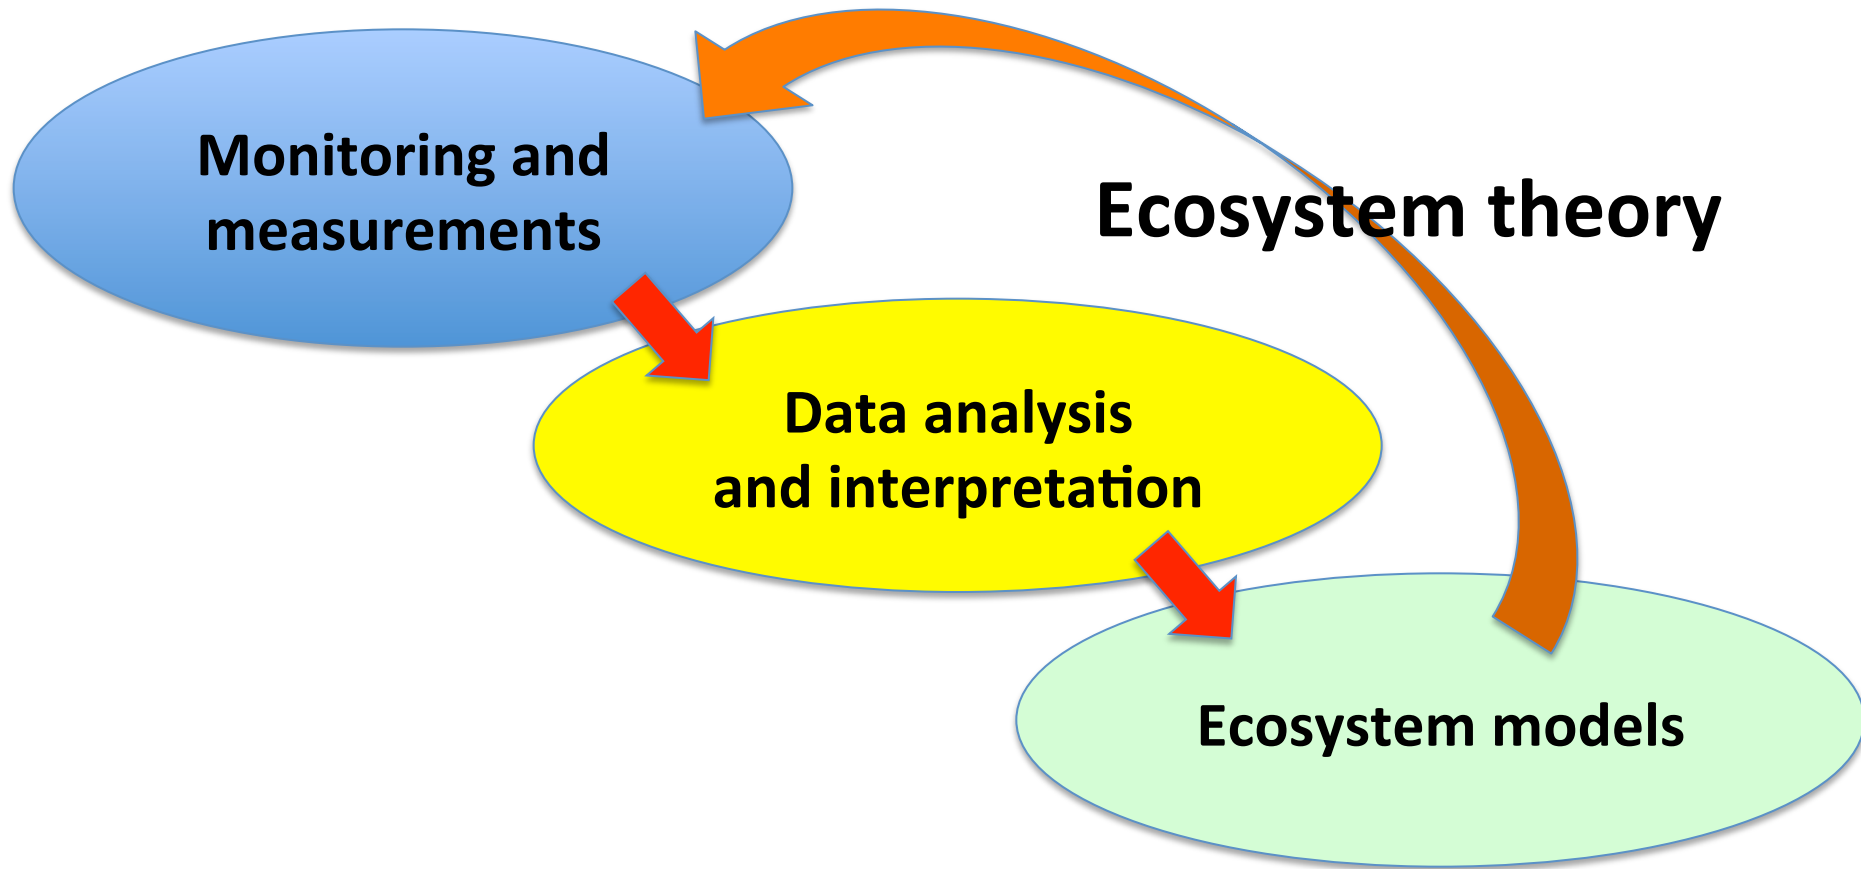 Monitoring and
measurements
Ecosystem theory
Data analysis
and interpretation
Ecosystem models